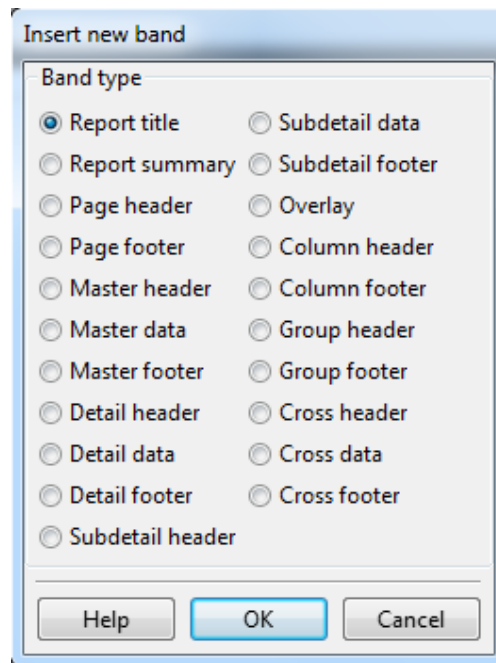 Insert new band
Band type
Report title
Report summary
Page header
Page footer
Master header
Master data
Master footer
Detail header
Detail data
Detail footer
Subdetail header
Subdetail data
Subdetail footer
Overlay
Column header
Column footer
Group header
Group footer
Cross header
Cross data
Cross footer
Help
OK
Cancel